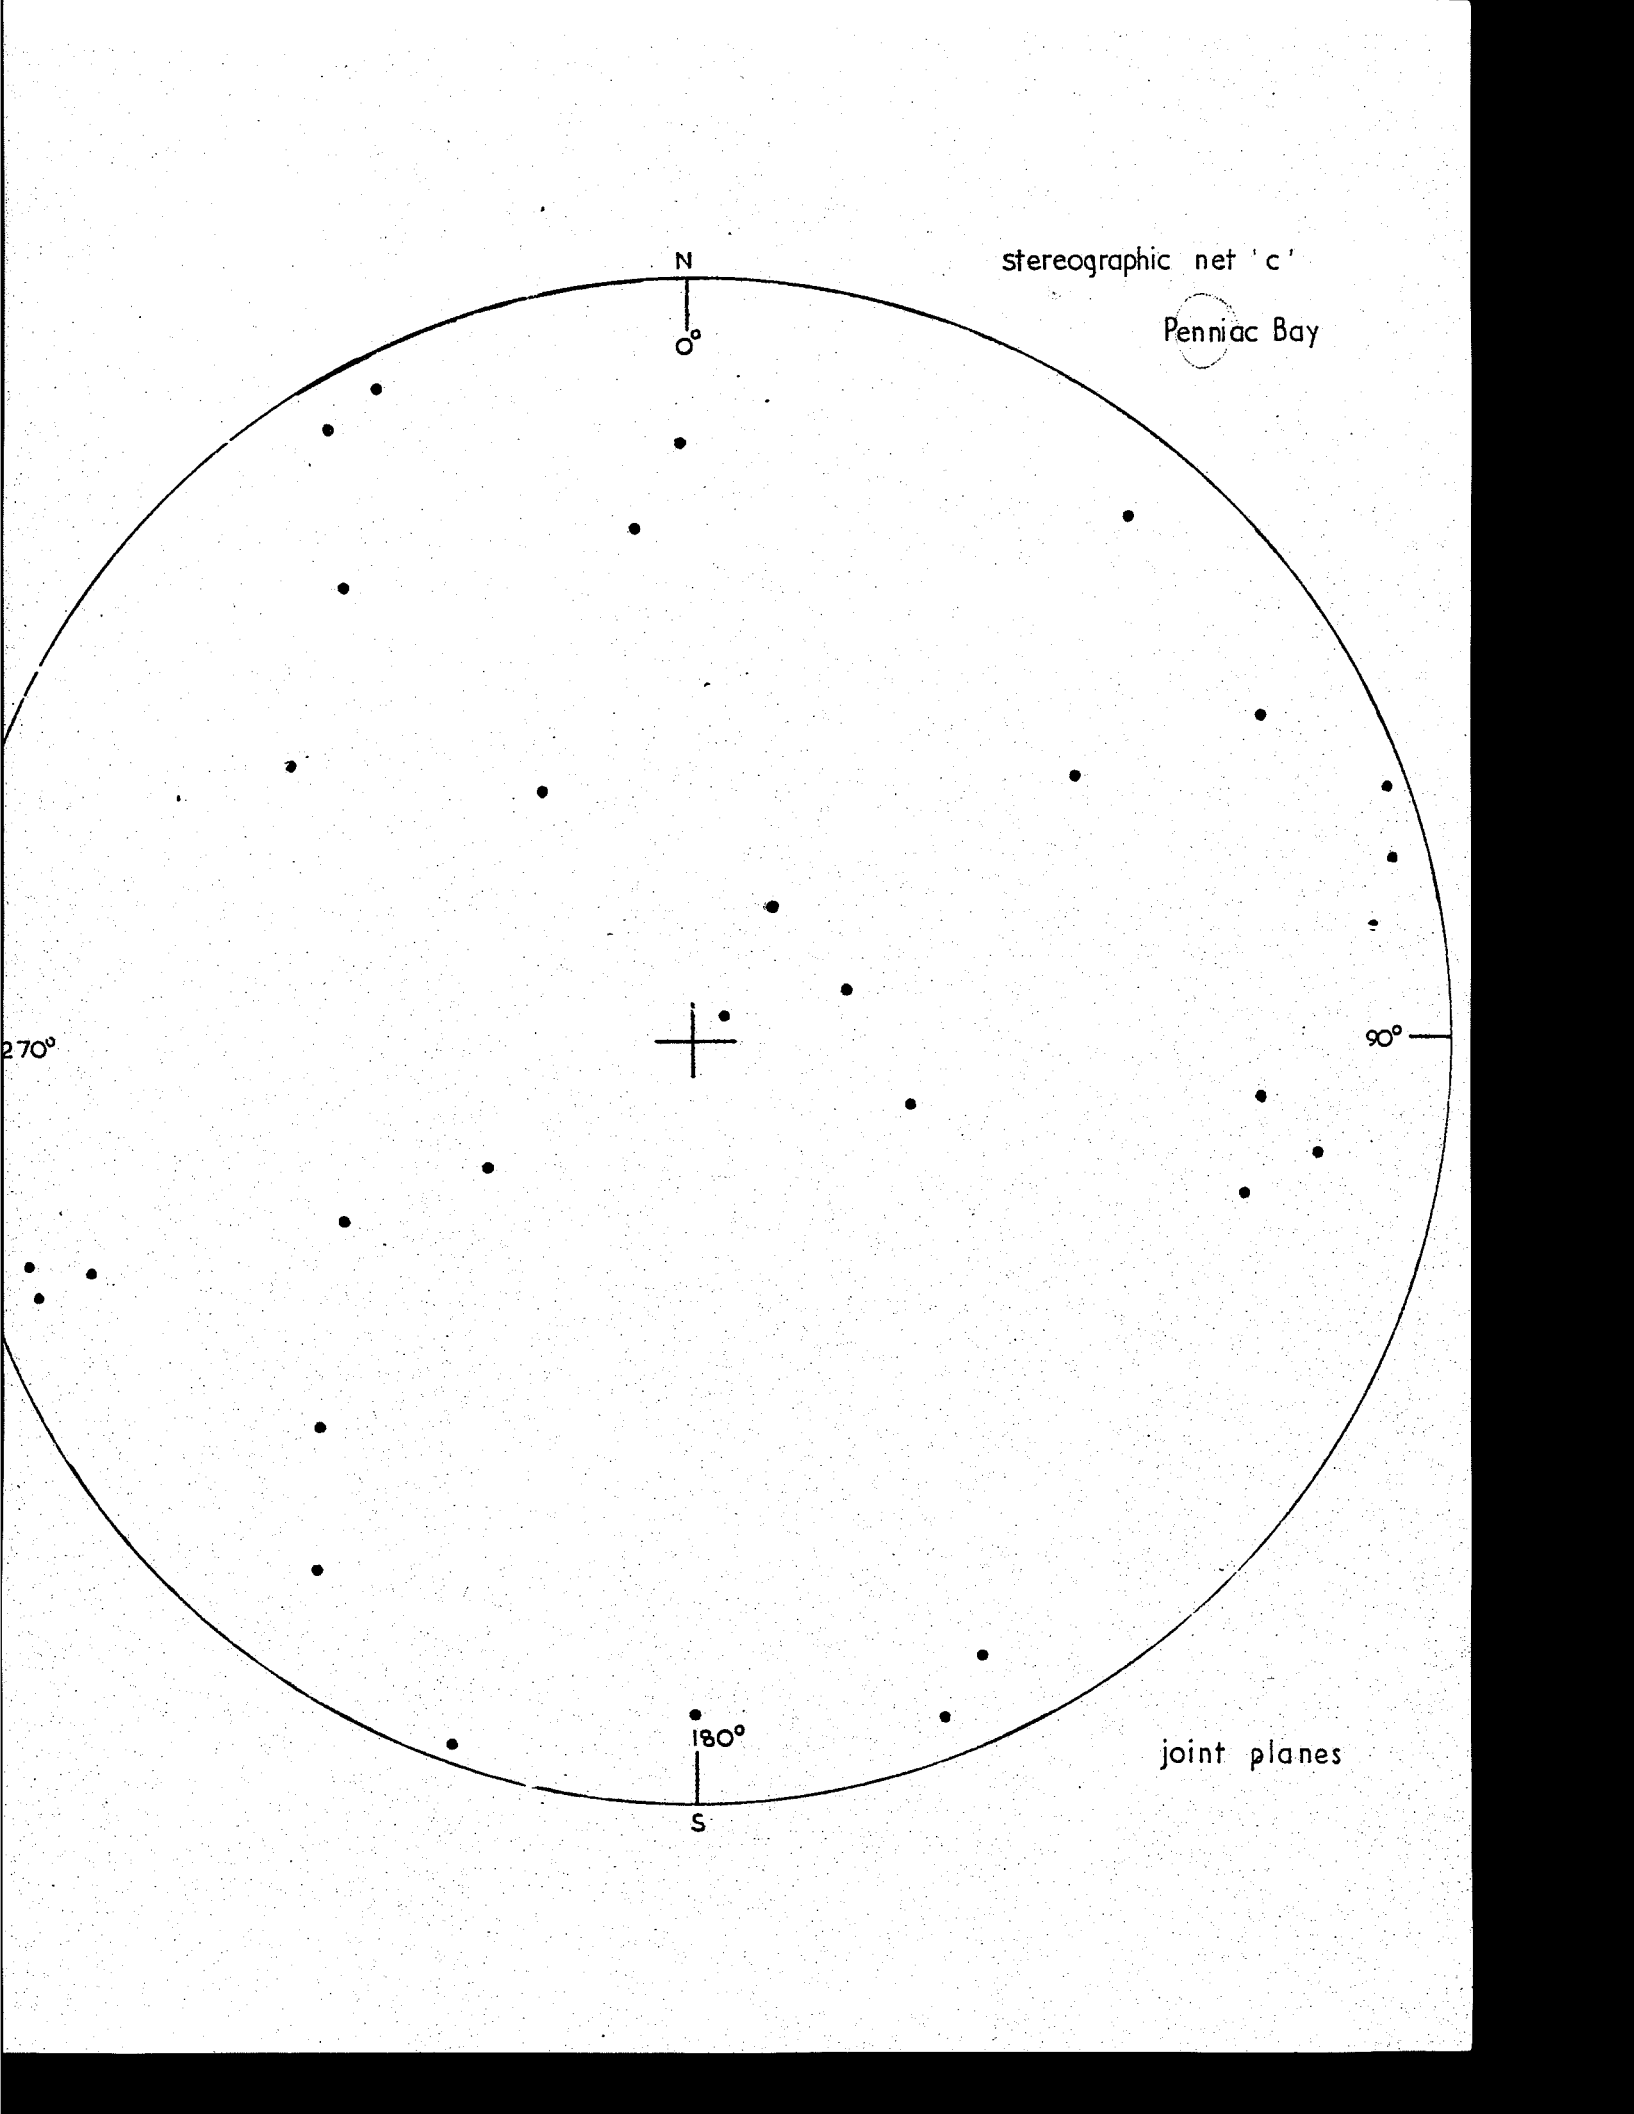 stereographic net 'c'
Penniac Bay
N
0°
270°
90°
180°
S
joint planes